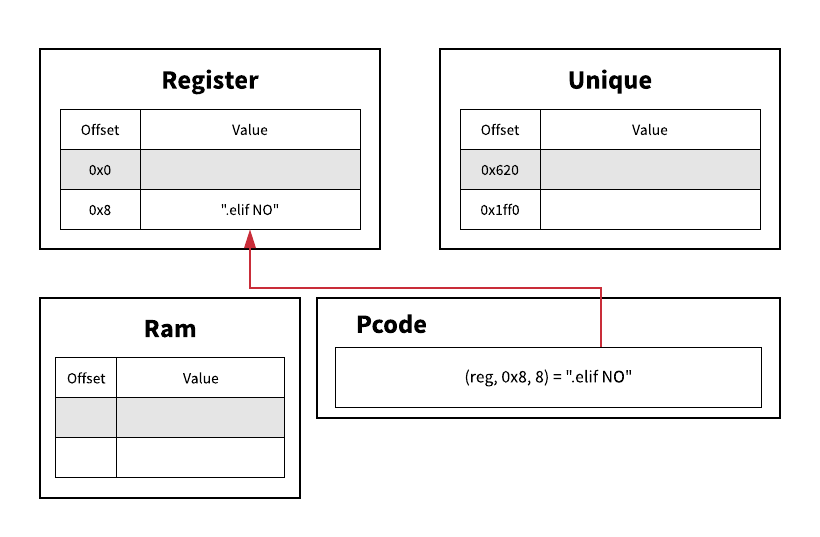 Register
Offset Value
0x0
0x8 ".elif NO"
Unique
Offset Value
0x620
0x1ff0
Ram
Offset Value
Pcode
(reg, 0x8, 8) = ".elif NO"